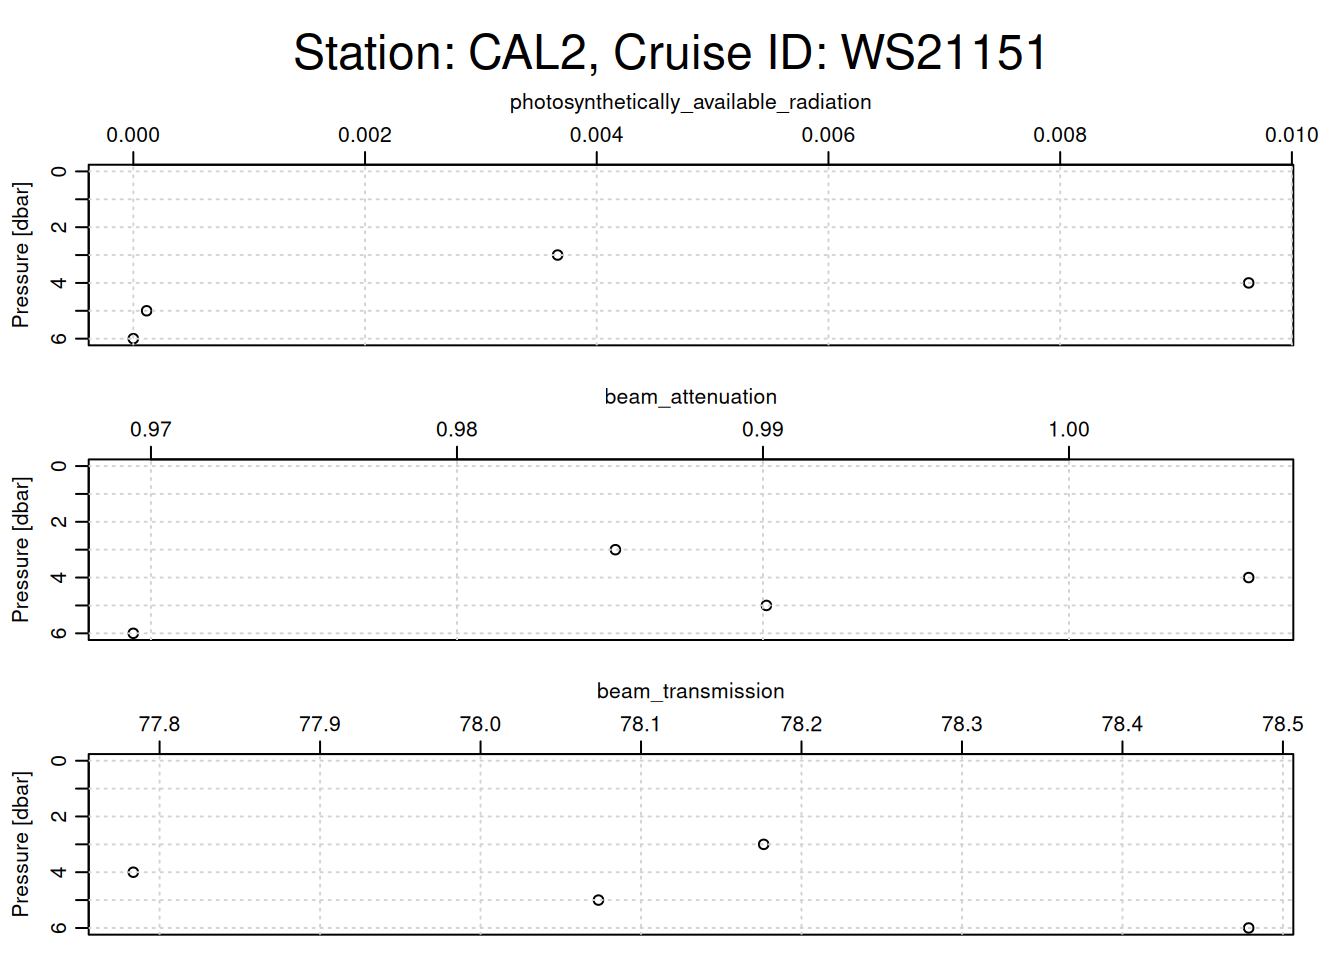 Station: CAL2, Cruise ID: WS21151
photosynthetically_available_radiation
0.000 0.002 0.004 0.006 0.008 0.010
Pressure [dbar]
0
2
4
6
beam_attenuation
0.97 0.98 0.99 1.00
Pressure [dbar]
0
2
4
6
beam_transmission
77.8 77.9 78.0 78.1 78.2 78.3 78.4 78.5
Pressure [dbar]
0
2
4
6